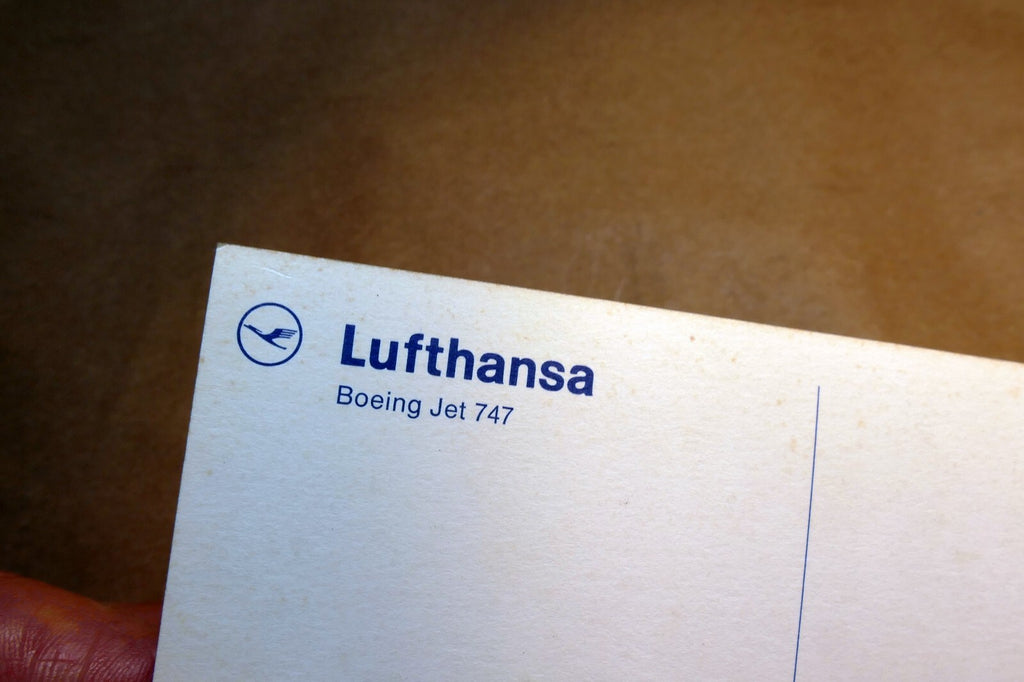 Lufthansa
Boeing Jet 747